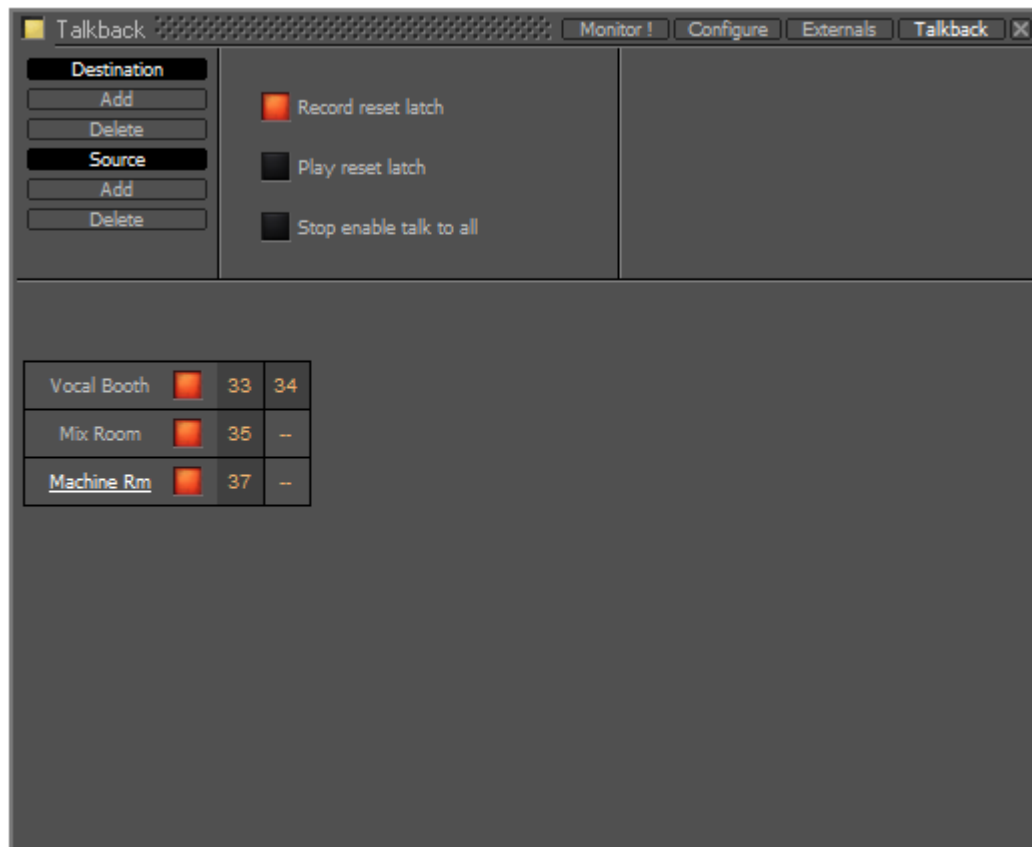 Talkback Monitor ! Configure Externals Talkback
Destination
Add
Delete
Source
Add
Delete
Record reset latch
Play reset latch
Stop enable talk to all
Vocal Booth 33 34
Mix Room 35 --
Machine Rm 37 --